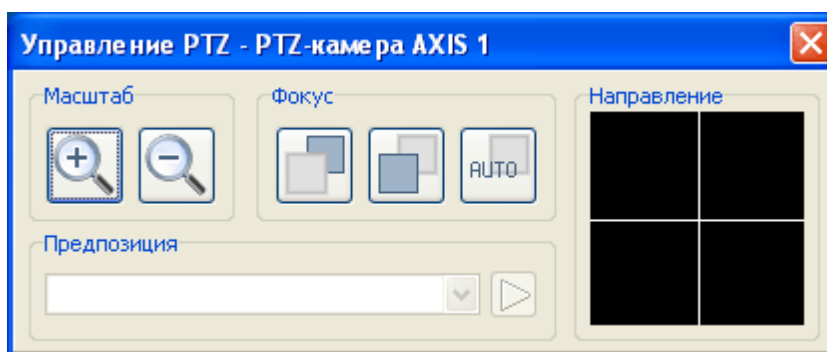 Управление PTZ - PTZ-камера AXIS 1
Масштаб
Фокус
Направление
AUTO
Предпозиция